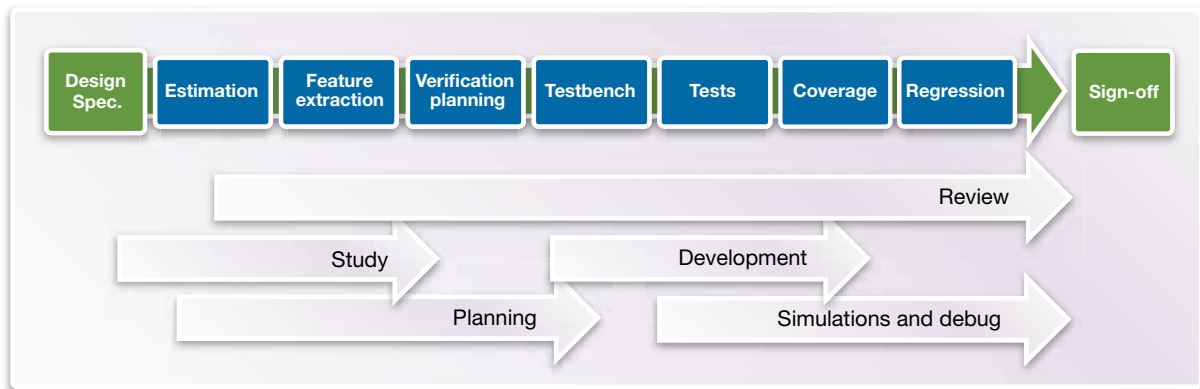 Design
Spec.
Estimation
Feature
extraction
Verification
planning
Testbench
Tests
Coverage
Regression
Sign-off
Review
Study
Development
Planning
Simulations and debug